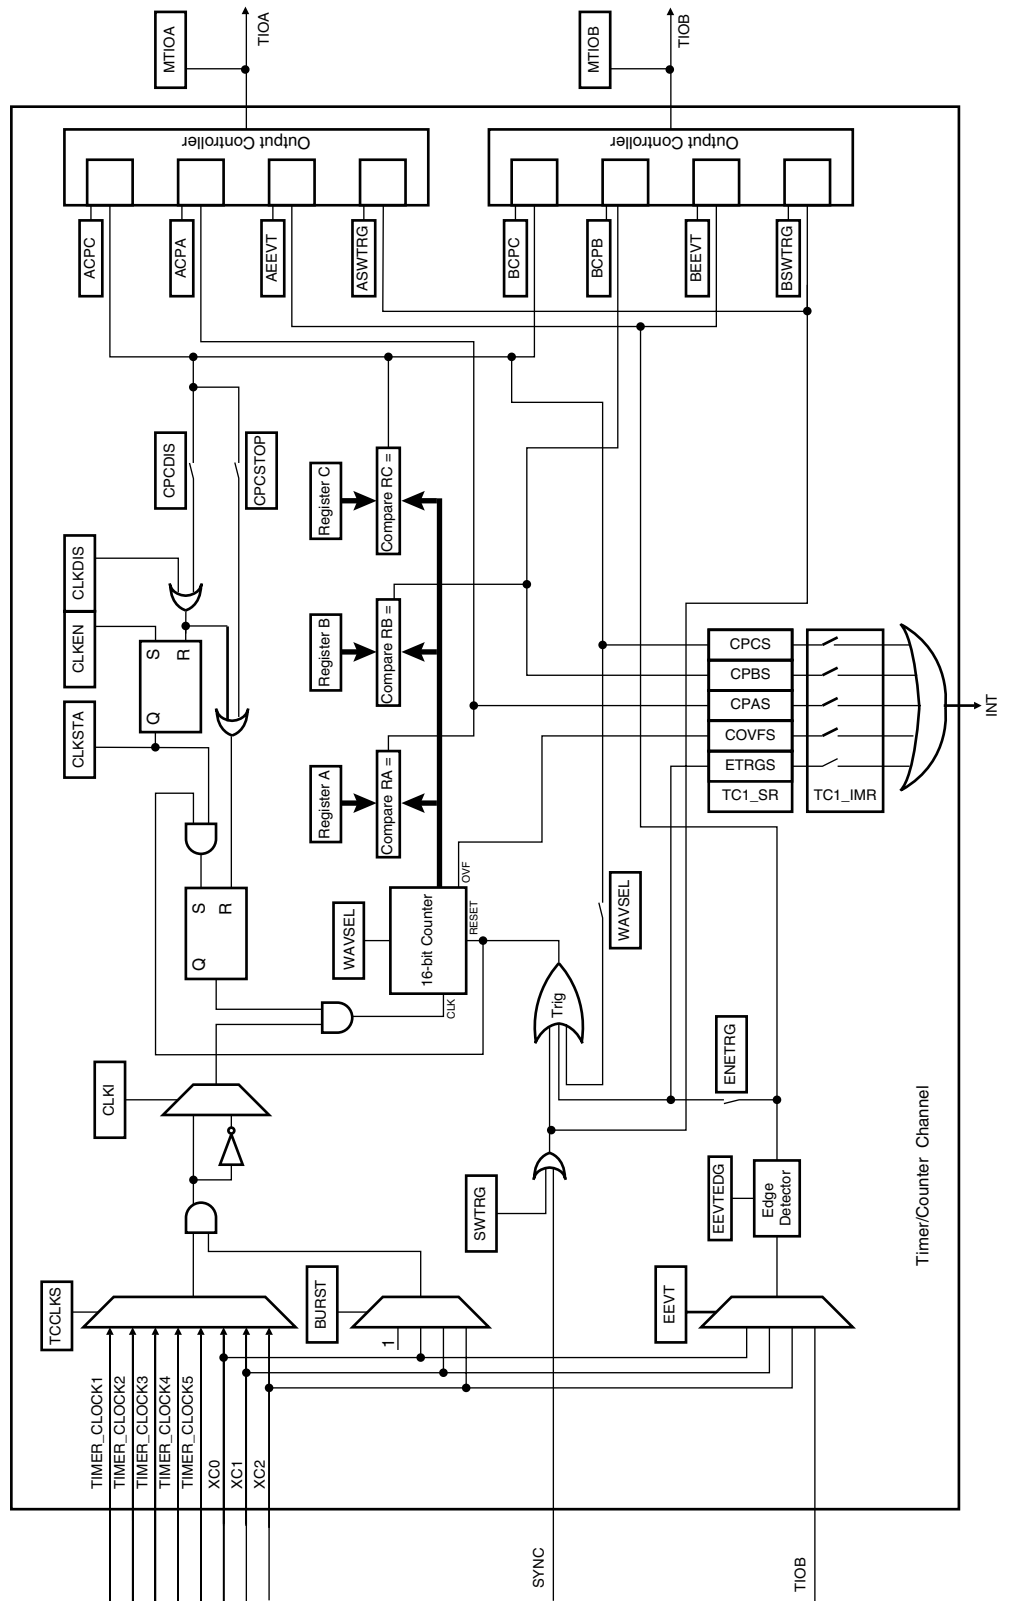 MTIOA
TIOA
MTIOB
TIOB
Output Controller
Output Controller
ACPC
ACPA
AEEVT
ASWTRG
BCPC
BCPB
BEEVT
BSWTRG
CPCDIS
CPCSTOP
CLKDIS
CLKEN
CLKSTA
S
R
Q
Register C
Compare RC =
Register B
Compare RB =
Register A
Compare RA =
CPCS
CPBS
CPAS
COVFS
ETRGS
TC1_SR
TC1_IMR
INT
S
R
Q
WAVSEL
16-bit Counter
OVF
RESET
CLK
WAVSEL
Trig
ENETRG
CLKI
SWTRG
EEVTEDG
Edge
Detector
Timer/Counter Channel
TCCLKS
BURST
1
EEVT
TIMER_CLOCK1
TIMER_CLOCK2
TIMER_CLOCK3
TIMER_CLOCK4
TIMER_CLOCK5
XC0
XC1
XC2
SYNC
TIOB